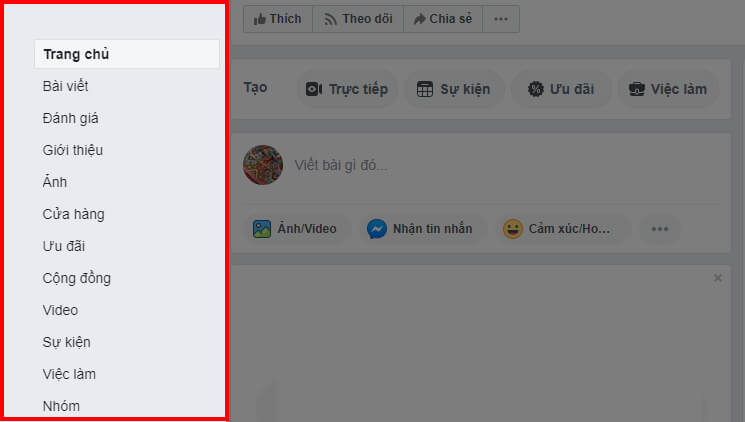 Trang chủ
Bài viết
Đánh giá
Giới thiệu
Ảnh
Cửa hàng
Ưu đãi
Cộng đồng
Video
Sự kiện
Việc làm
Nhóm
Thích Theo dõi Chia sẻ
Tạo Trực tiếp Sự kiện Ưu đãi Việc làm
Viết bài gì đó...
Ảnh/Video Nhận tin nhắn Cảm xúc/Ho...